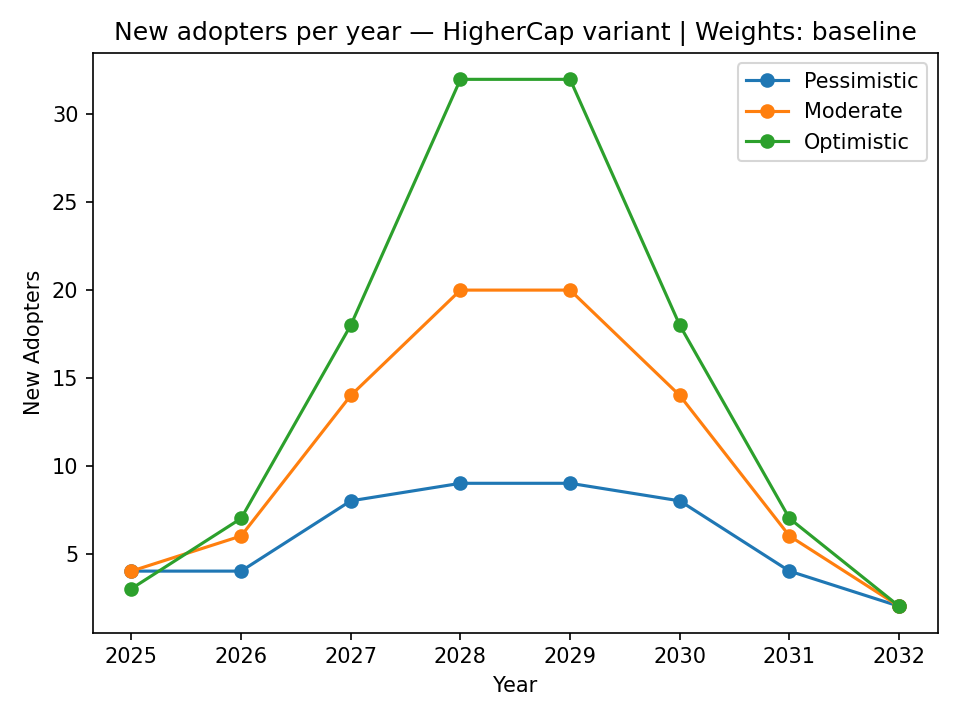 New adopters per year — HigherCap variant | Weights: baseline
Pessimistic
Moderate
Optimistic
New Adopters
30
25
20
15
10
5
2025 2026 2027 2028 2029 2030 2031 2032
Year